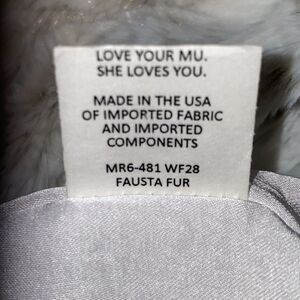 LOVE YOUR MU.
SHE LOVES YOU.
MADE IN THE USA
OF IMPORTED FABRIC
AND IMPORTED
COMPONENTS
MR6-481 WF28
FAUSTA FUR